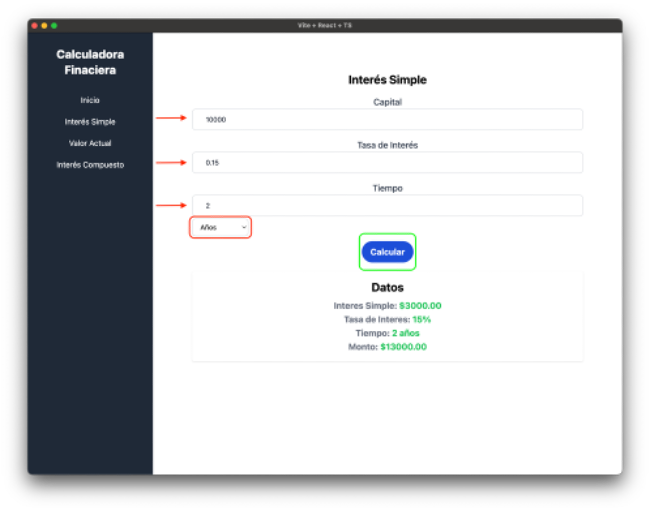 Vite + React + TS
Calculadora
Finaciera
Inicio
Interés Simple
Valor Actual
Interés Compuesto
Interés Simple
Capital
10000
Tasa de Interés
0.15
Tiempo
2
Años
Calcular
Datos
Interes Simple: $3000.00
Tasa de Interes: 15%
Tiempo: 2 años
Monto: $13000.00